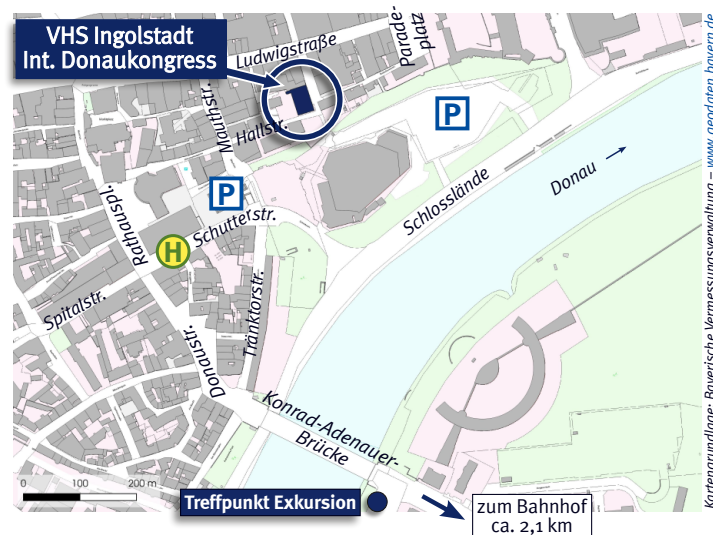 VHS Ingolstadt
Int. Donaukongress
Ludwigstraße
Parade-
platz
Mauthstr.
Hallstr.
P
P
Schlosslände
Donau
Rathauspl.
Schutterstr.
H
Spitalstr.
Tränktorstr.
Donaustr.
Konrad-Adenauer-
Brücke
0 100 200 m
Treffpunkt Exkursion
zum Bahnhof
ca. 2,1 km
Kartengrundlage: Bayerische Vermessungsverwaltung – www.geodaten.bayern.de